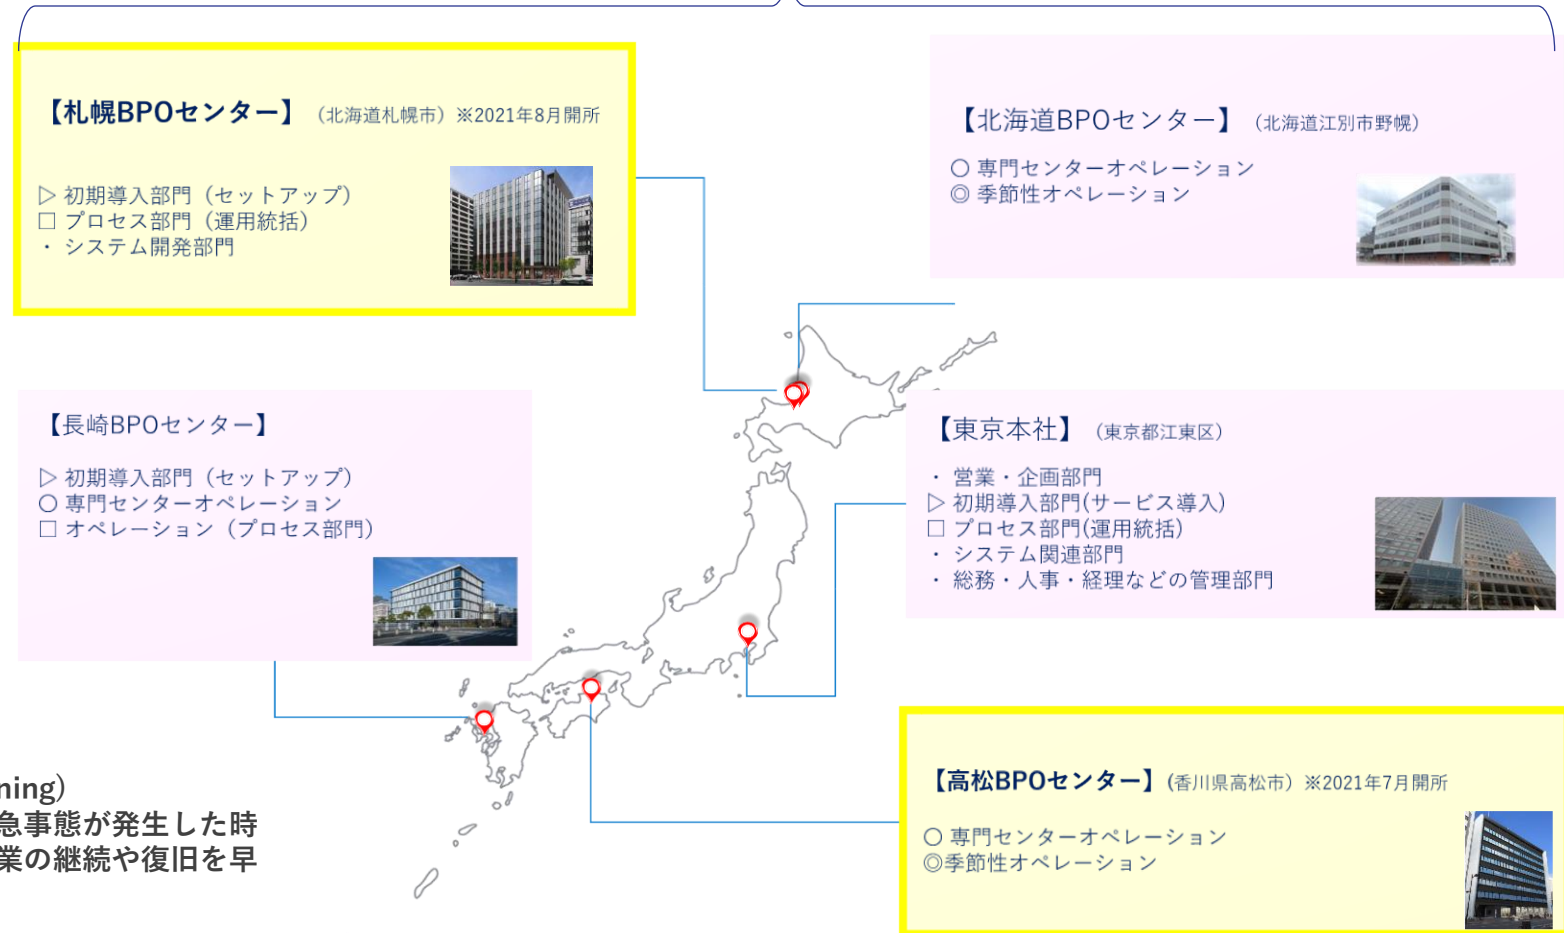 【札幌BPOセンター】（北海道札幌市）※2021年8月開所
▷ 初期導入部門（セットアップ）
□ プロセス部門（運用統括）
・ システム開発部門
【北海道BPOセンター】（北海道江別市野幌）
〇 専門センターオペレーション
◎ 季節性オペレーション
【長崎BPOセンター】
▷ 初期導入部門（セットアップ）
〇 専門センターオペレーション
□ オペレーション（プロセス部門）
【東京本社】（東京都江東区）
・ 営業・企画部門
▷ 初期導入部門(サービス導入)
□ プロセス部門(運用統括)
・ システム関連部門
・ 総務・人事・経理などの管理部門
【高松BPOセンター】(香川県高松市）※2021年7月開所
〇 専門センターオペレーション
◎季節性オペレーション
ning）
急事態が発生した時
業の継続や復旧を早